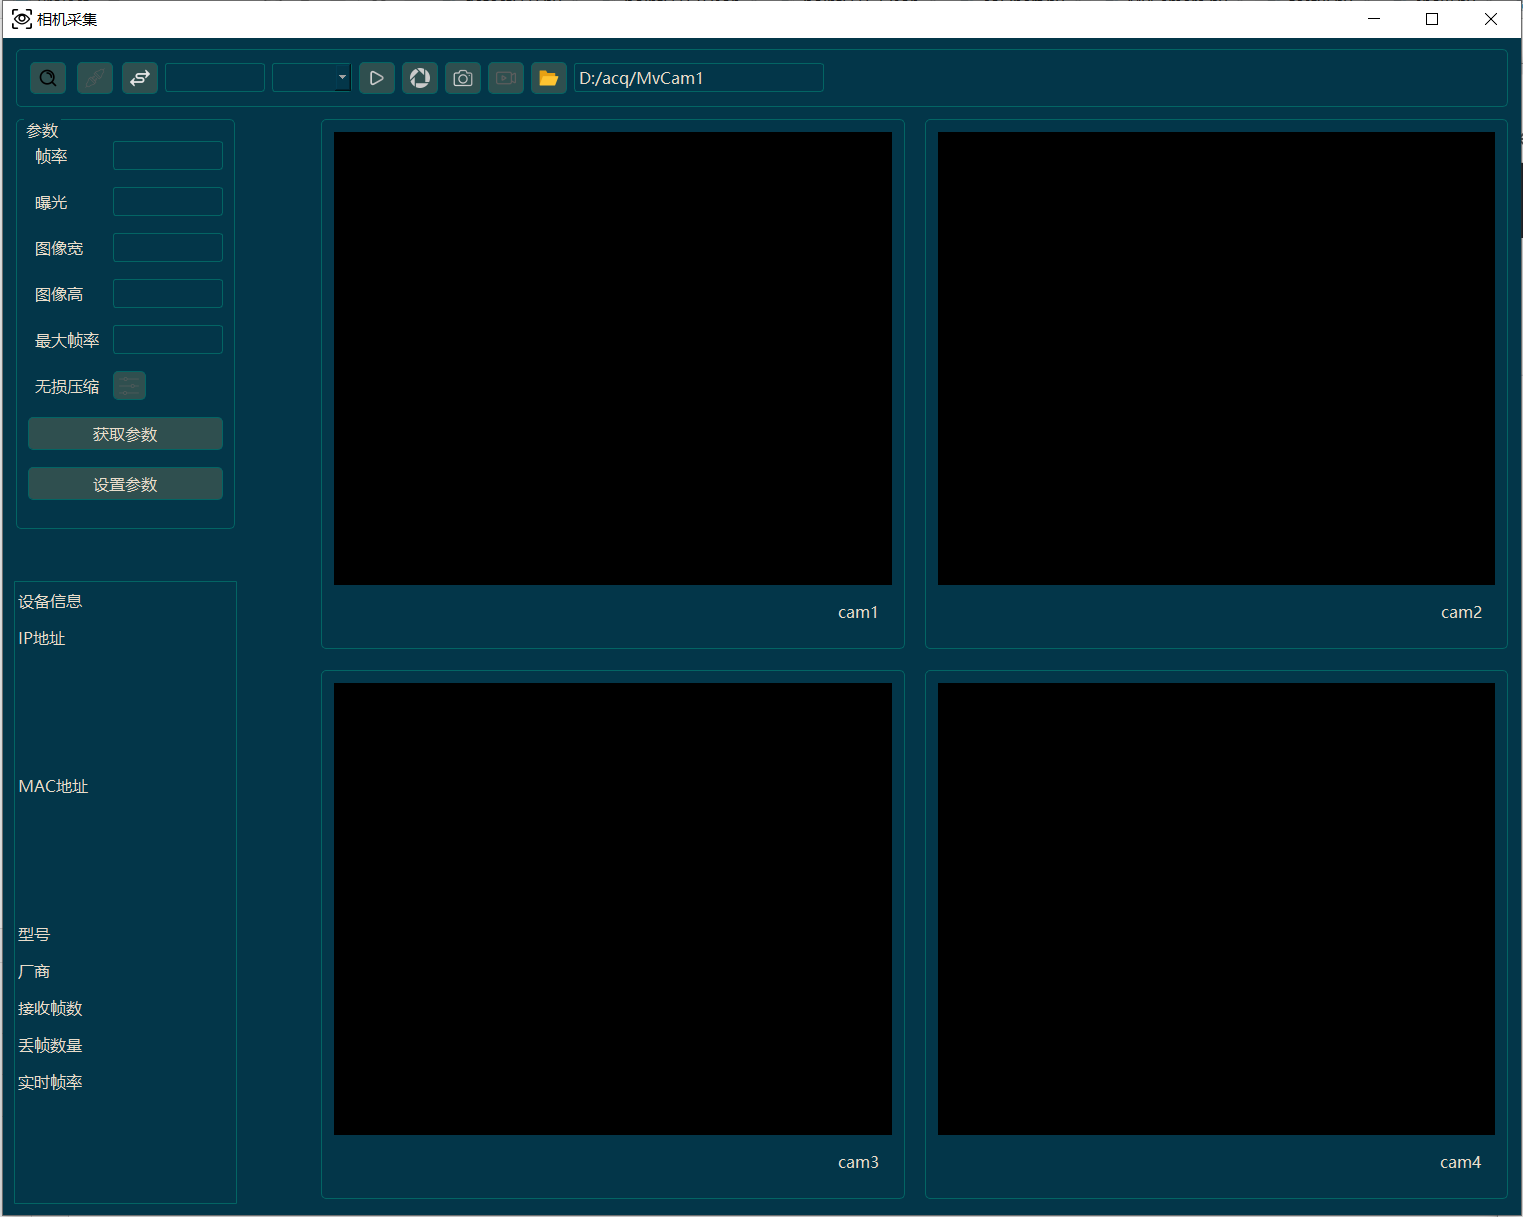 相机采集
D:/acq/MvCam1
参数
帧率
曝光
图像宽
图像高
最大帧率
无损压缩
获取参数
设置参数
设备信息
IP地址
MAC地址
型号
厂商
接收帧数
丢帧数量
实时帧率
cam1
cam2
cam3
cam4